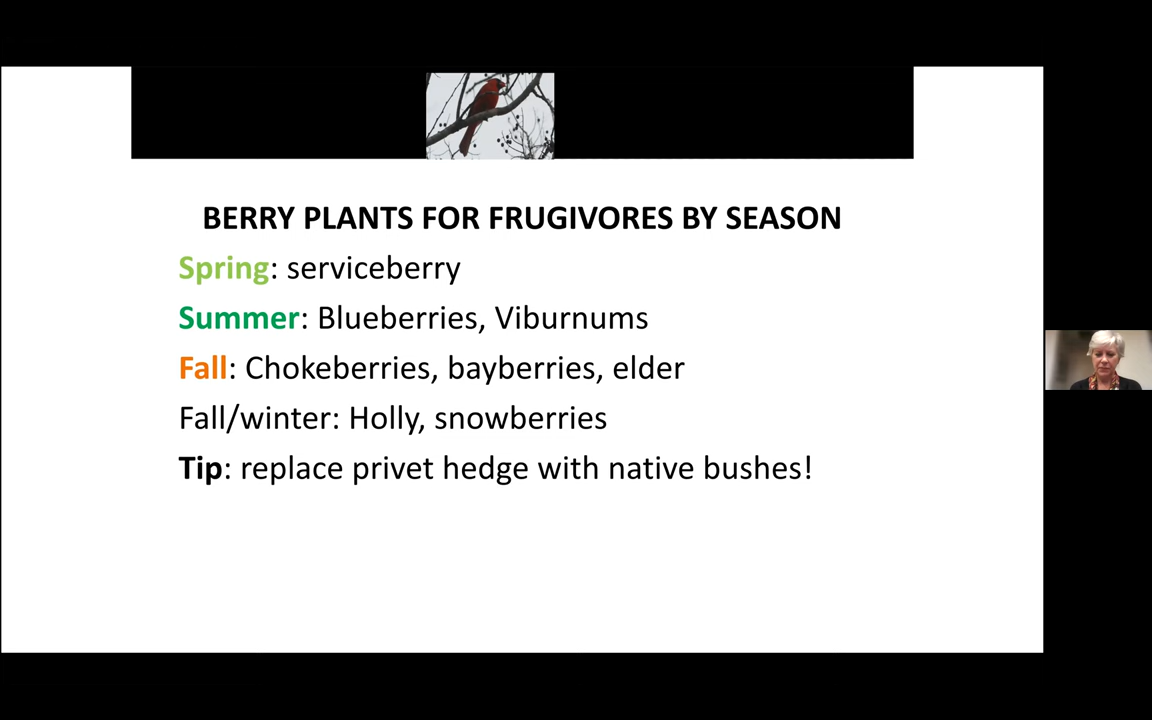 BERRY PLANTS FOR FRUGIVORES BY SEASON
Spring: serviceberry
Summer: Blueberries, Viburnums
Fall: Chokeberries, bayberries, elder
Fall/winter: Holly, snowberries
Tip: replace privet hedge with native bushes!